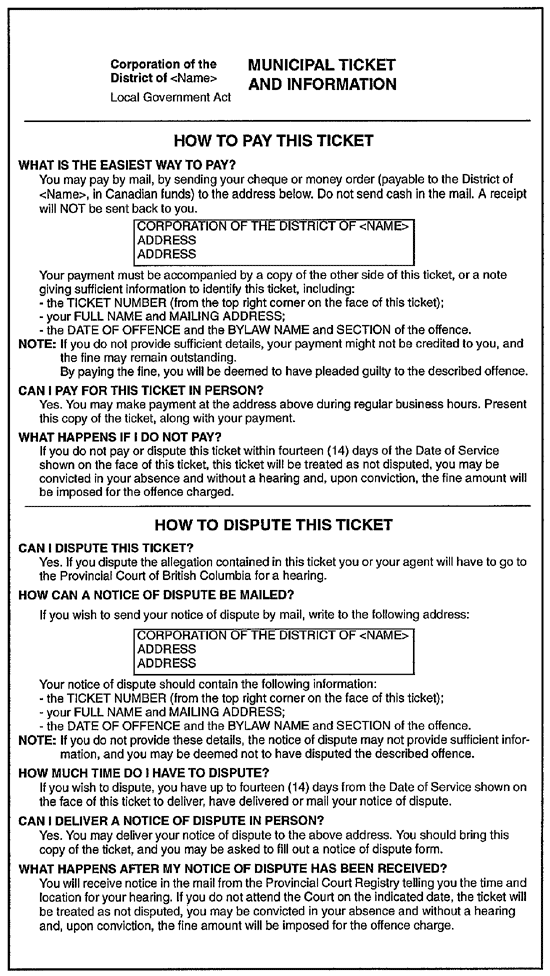 Corporation of the
District of <Name>
Local Government Act
MUNICIPAL TICKET
AND INFORMATION
HOW TO PAY THIS TICKET
WHAT IS THE EASIEST WAY TO PAY?
You may pay by mail, by sending your cheque or money order (payable to the District of
<Name>, in Canadian funds) to the address below. Do not send cash in the mail. A receipt
will NOT be sent back to you.
CORPORATION OF THE DISTRICT OF <NAME>
ADDRESS
ADDRESS
Your payment must be accompanied by a copy of the other side of this ticket, or a note
giving sufficient information to identify this ticket, including:
- the TICKET NUMBER (from the top right corner on the face of this ticket);
- your FULL NAME and MAILING ADDRESS;
- the DATE OF OFFENCE and the BYLAW NAME and SECTION of the offence.
NOTE: If you do not provide sufficient details, your payment might not be credited to you, and
the fine may remain outstanding.
By paying the fine, you will be deemed to have pleaded guilty to the described offence.
CAN I PAY FOR THIS TICKET IN PERSON?
Yes. You may make payment at the address above during regular business hours. Present
this copy of the ticket, along with your payment.
WHAT HAPPENS IF I DO NOT PAY?
If you do not pay or dispute this ticket within fourteen (14) days of the Date of Service
shown on the face of this ticket, this ticket will be treated as not disputed, you may be
convicted in your absence and without a hearing and, upon conviction, the fine amount will
be imposed for the offence charged.
HOW TO DISPUTE THIS TICKET
CAN I DISPUTE THIS TICKET?
Yes. If you dispute the allegation contained in this ticket you or your agent will have to go to
the Provincial Court of British Columbia for a hearing.
HOW CAN A NOTICE OF DISPUTE BE MAILED?
If you wish to send your notice of dispute by mail, write to the following address:
CORPORATION OF THE DISTRICT OF <NAME>
ADDRESS
ADDRESS
Your notice of dispute should contain the following information:
- the TICKET NUMBER (from the top right corner on the face of this ticket);
- your FULL NAME and MAILING ADDRESS;
- the DATE OF OFFENCE and the BYLAW NAME and SECTION of the offence.
NOTE: If you do not provide these details, the notice of dispute may not provide sufficient infor-
mation, and you may be deemed not to have disputed the described offence.
HOW MUCH TIME DO I HAVE TO DISPUTE?
If you wish to dispute, you have up to fourteen (14) days from the Date of Service shown on
the face of this ticket to deliver, have delivered or mail your notice of dispute.
CAN I DELIVER A NOTICE OF DISPUTE IN PERSON?
Yes. You may deliver your notice of dispute to the above address. You should bring this
copy of the ticket, and you may be asked to fill out a notice of dispute form.
WHAT HAPPENS AFTER MY NOTICE OF DISPUTE HAS BEEN RECEIVED?
You will receive notice in the mail from the Provincial Court Registry telling you the time and
location for your hearing. If you do not attend the Court on the indicated date, the ticket will
be treated as not disputed, you may be convicted in your absence and without a hearing
and, upon conviction, the fine amount will be imposed for the offence charge.